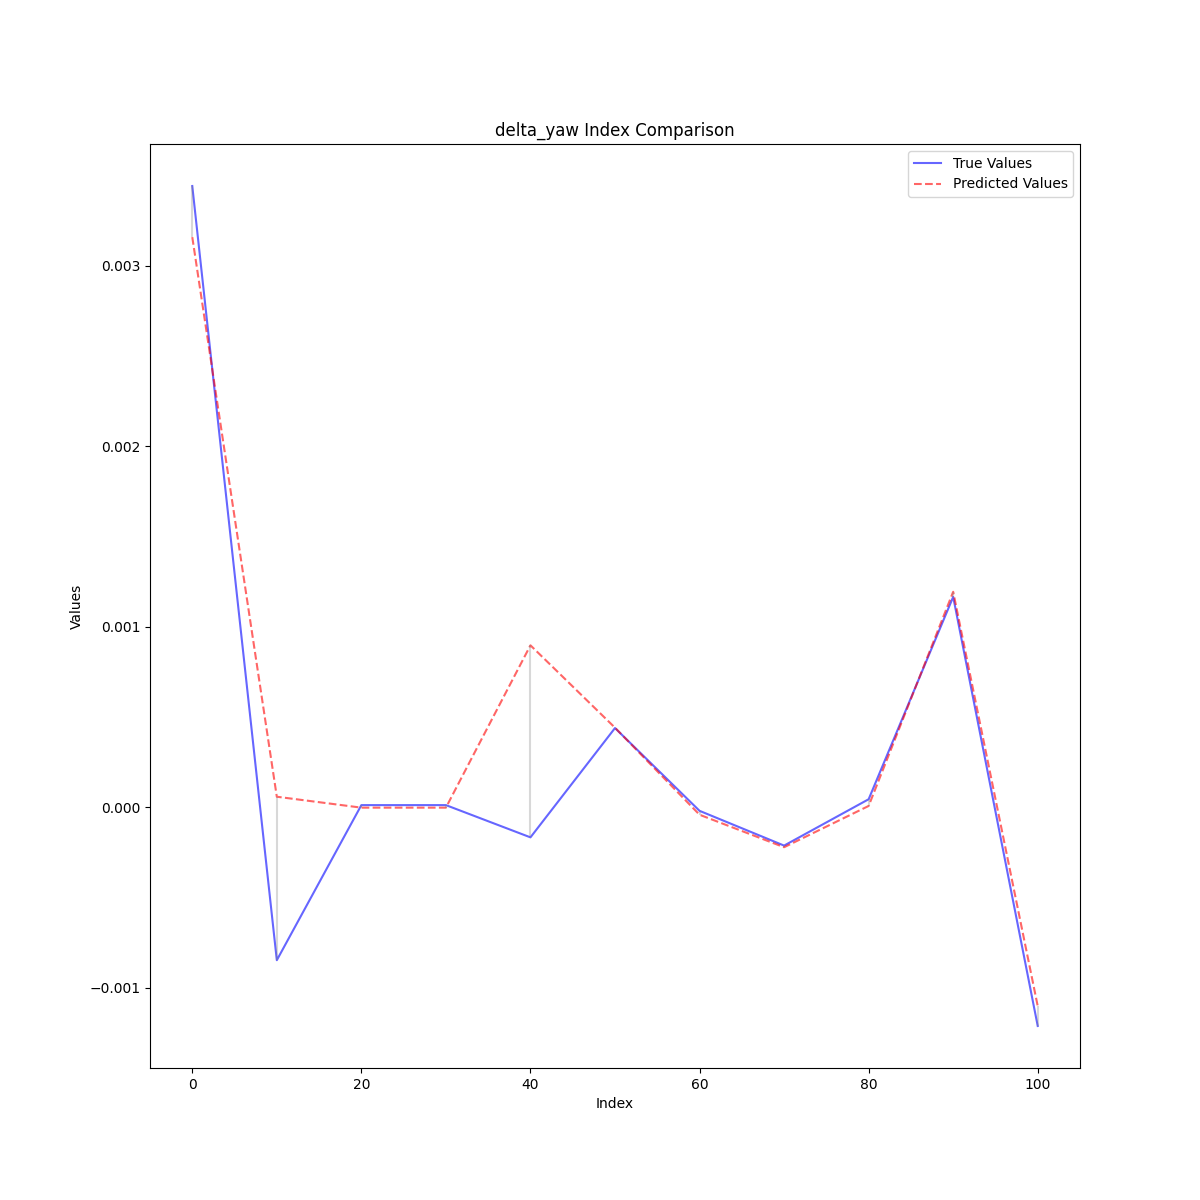 delta_yaw Index Comparison
True Values
Predicted Values
0.003
0.002
0.001
0.000
−0.001
Values
0 20 40 60 80 100
Index